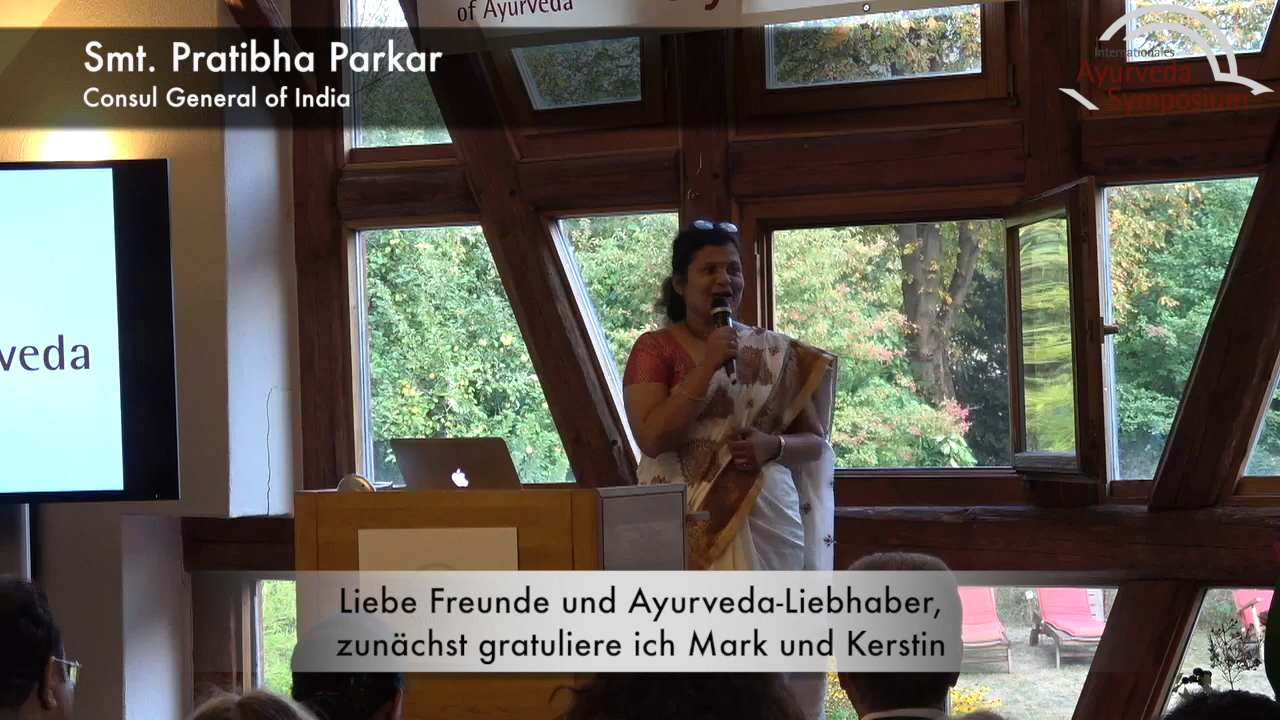 of Ayurveda
Smt. Pratibha Parkar
Consul General of India
Internationales
Ayurveda
Symposium
veda
Liebe Freunde und Ayurveda-Liebhaber,
zunächst gratuliere ich Mark und Kerstin